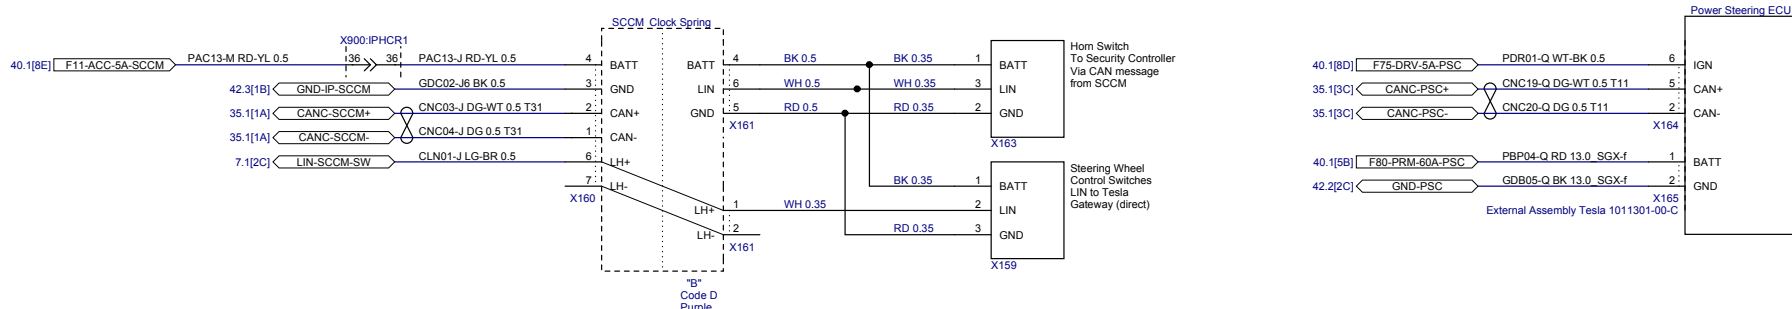 SCCM Clock Spring
X900:IPHCR1
40.1[8E] F11-ACC-5A-SCCM PAC13-M RD-YL 0.5 36 36 PAC13-J RD-YL 0.5 4 BATT
42.3[1B] GND-IP-SCCM GDC02-J6 BK 0.5 3 GND
35.1[1A] CANC-SCCM+ CNC03-J DG-WT 0.5 T31 2 CAN+
35.1[1A] CANC-SCCM- CNC04-J DG 0.5 T31 1 CAN-
7.1[2C] LIN-SCCM-SW CLN01-J LG-BR 0.5 6 LH+
7 LH-
X160
BATT 4 BK 0.5 BK 0.35 1 BATT
LIN 6 WH 0.5 WH 0.35 3 LIN
GND 5 RD 0.5 RD 0.35 2 GND
X161
X163
Horn Switch
To Security Controller
Via CAN message
from SCCM
BK 0.35 1 BATT
LH+ 1 WH 0.35 2 LIN
LH- 2 RD 0.35 3 GND
X161
X159
Steering Wheel
Control Switches
LIN to Tesla
Gateway (direct)
"B"
Code D
Purple
Power Steering ECU
40.1[8D] F75-DRV-5A-PSC PDR01-Q WT-BK 0.5 6 IGN
35.1[3C] CANC-PSC+ CNC19-Q DG-WT 0.5 T11 5 CAN+
35.1[3C] CANC-PSC- CNC20-Q DG 0.5 T11 2 CAN-
X164
40.1[5B] F80-PRM-60A-PSC PBP04-Q RD 13.0_SGX-f 1 BATT
42.2[2C] GND-PSC GDB05-Q BK 13.0_SGX-f 2 GND
X165
External Assembly Tesla 1011301-00-C